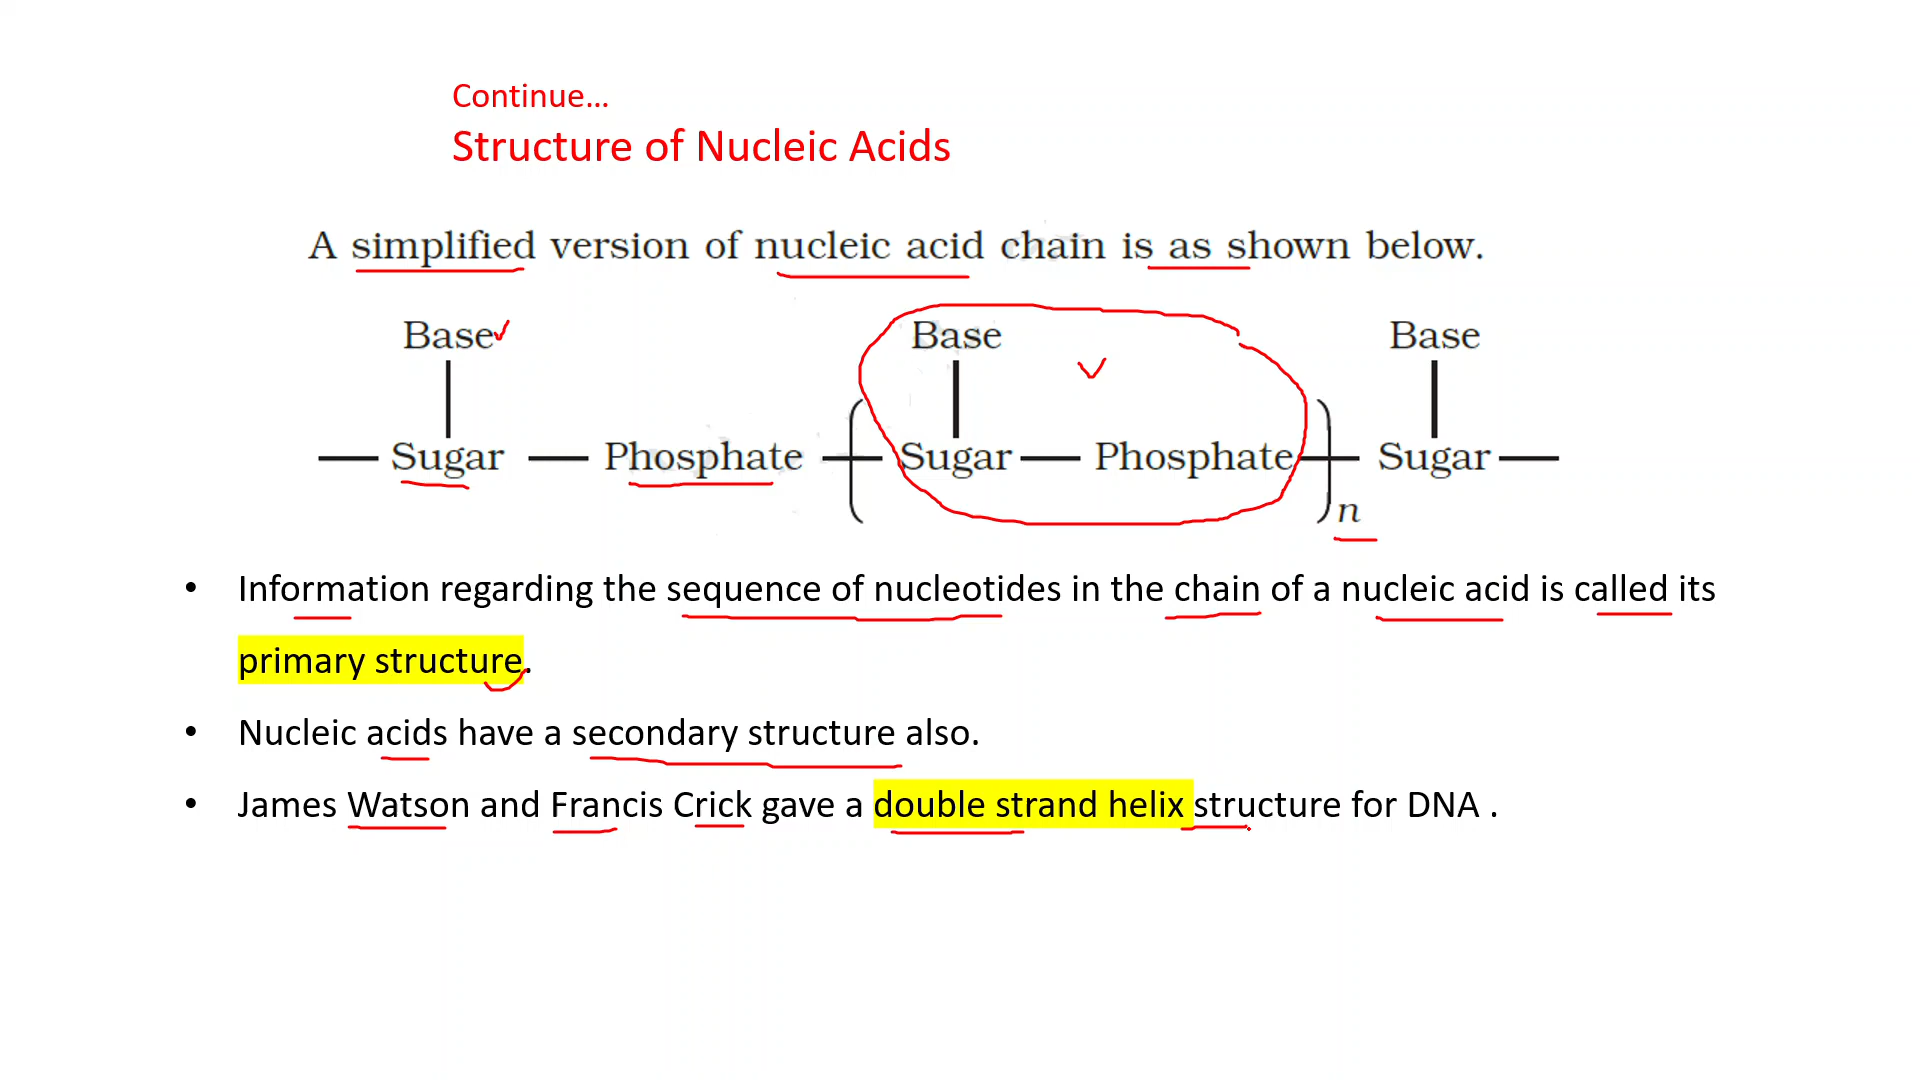 Continue...
Structure of Nucleic Acids
A simplified version of nucleic acid chain is as shown below.
Base Base Base
Sugar Phosphate Sugar Phosphate Sugar
n
• Information regarding the sequence of nucleotides in the chain of a nucleic acid is called its
primary structure.
• Nucleic acids have a secondary structure also.
• James Watson and Francis Crick gave a double strand helix structure for DNA .